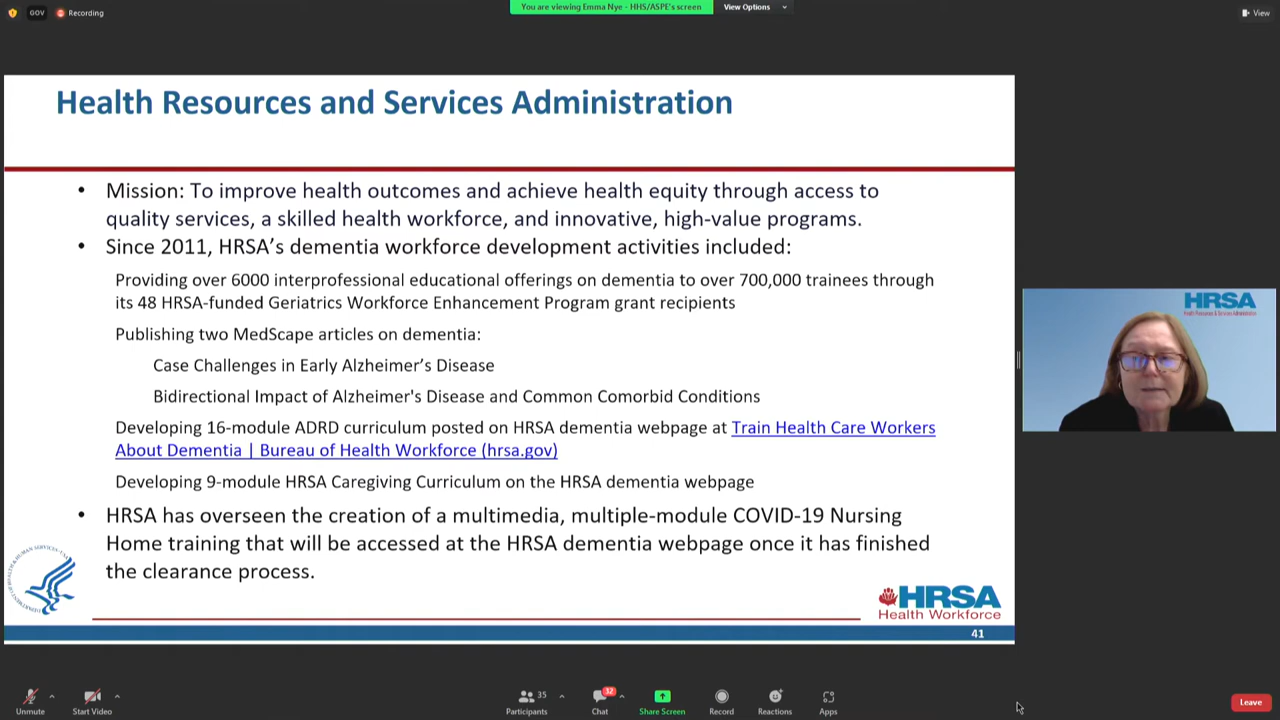 GOV
Recording
You are viewing Emma Nye - HHS/ASPE's screen
View Options
View
Health Resources and Services Administration
• Mission: To improve health outcomes and achieve health equity through access to
quality services, a skilled health workforce, and innovative, high-value programs.
• Since 2011, HRSA’s dementia workforce development activities included:
Providing over 6000 interprofessional educational offerings on dementia to over 700,000 trainees through
its 48 HRSA-funded Geriatrics Workforce Enhancement Program grant recipients
Publishing two MedScape articles on dementia:
Case Challenges in Early Alzheimer’s Disease
Bidirectional Impact of Alzheimer's Disease and Common Comorbid Conditions
Developing 16-module ADRD curriculum posted on HRSA dementia webpage at Train Health Care Workers
About Dementia | Bureau of Health Workforce (hrsa.gov)
Developing 9-module HRSA Caregiving Curriculum on the HRSA dementia webpage
• HRSA has overseen the creation of a multimedia, multiple-module COVID-19 Nursing
Home training that will be accessed at the HRSA dementia webpage once it has finished
the clearance process.
HRSA
Health Workforce
41
HRSA
Health Resources & Services Administration
Unmute
Start Video
35
Participants
32
Chat
Share Screen
Record
Reactions
Apps
Leave